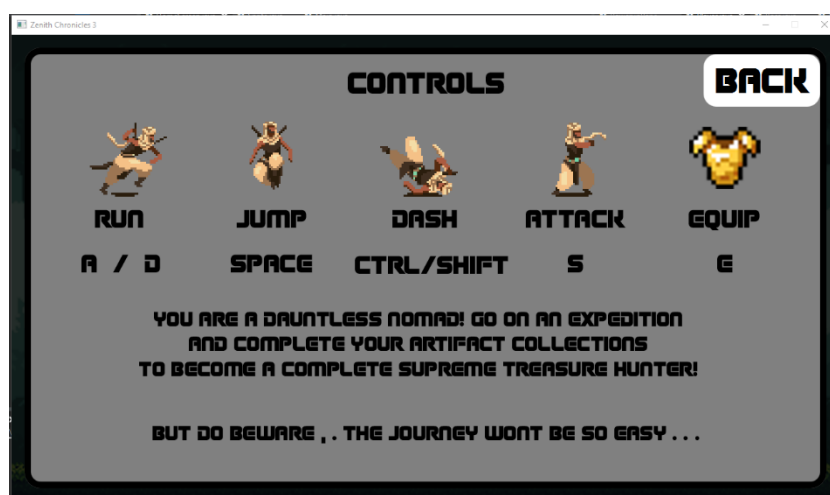 Zenith Chronicles 3
CONTROLS
BACK
RUN JUMP DASH ATTACK EQUIP
A / D SPACE CTRL/SHIFT S E
YOU ARE A DAUNTLESS NOMAD! GO ON AN EXPEDITION
AND COMPLETE YOUR ARTIFACT COLLECTIONS
TO BECOME A COMPLETE SUPREME TREASURE HUNTER!
BUT DO BEWARE , . THE JOURNEY WONT BE SO EASY . . .